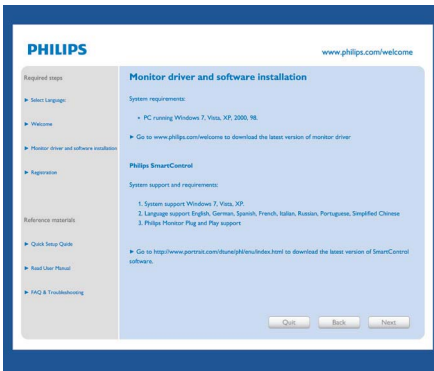 PHILIPS
www.philips.com/welcome
Required steps
► Select Language:
► Welcome
► Monitor driver and software installation
► Registration
Reference materials
► Quick Setup Guide
► Read User Manual
► FAQ & Troubleshooting
Monitor driver and software installation
System requirements:
• PC running Windows 7, Vista, XP, 2000, 98.
► Go to www.philips.com/welcome to download the latest version of monitor driver
Philips SmartControl
System support and requirements:
1. System support Windows 7, Vista, XP.
2. Language support English, German, Spanish, French, Italian, Russian, Portuguese, Simplified Chinese
3. Philips Monitor Plug and Play support
► Go to http://www.portrait.com/dtune/phl/enu/index.html to download the latest version of SmartControl
software.
Quit
Back
Next